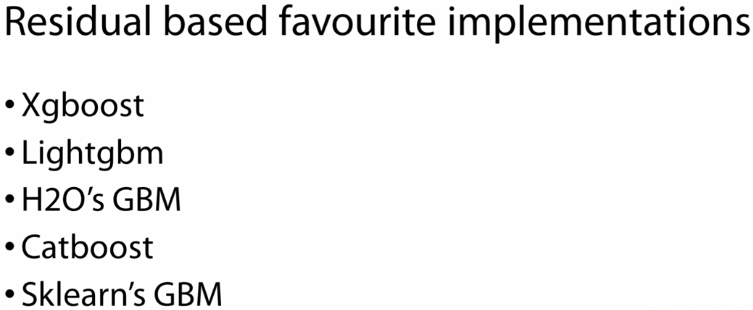 Residual based favourite implementations
• Xgboost
• Lightgbm
• H2O's GBM
• Catboost
• Sklearn's GBM